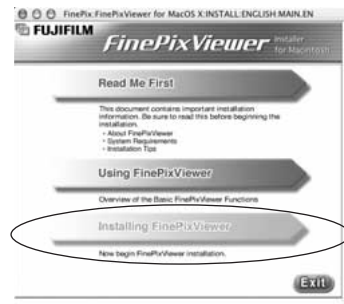 FinePix:FinePixViewer for MacOS X:INSTALL:ENGLISH:MAIN.EN
FUJIFILM
FinePixViewer Installer for Macintosh
Read Me First
This document contains important installation
information. Be sure to read this before beginning the
installation.
- About FinePixViewer
- System Requirements
- Installation Tips
Using FinePixViewer
Overview of the Basic FinePixViewer Functions
Installing FinePixViewer
Now begin FinePixViewer installation.
Exit